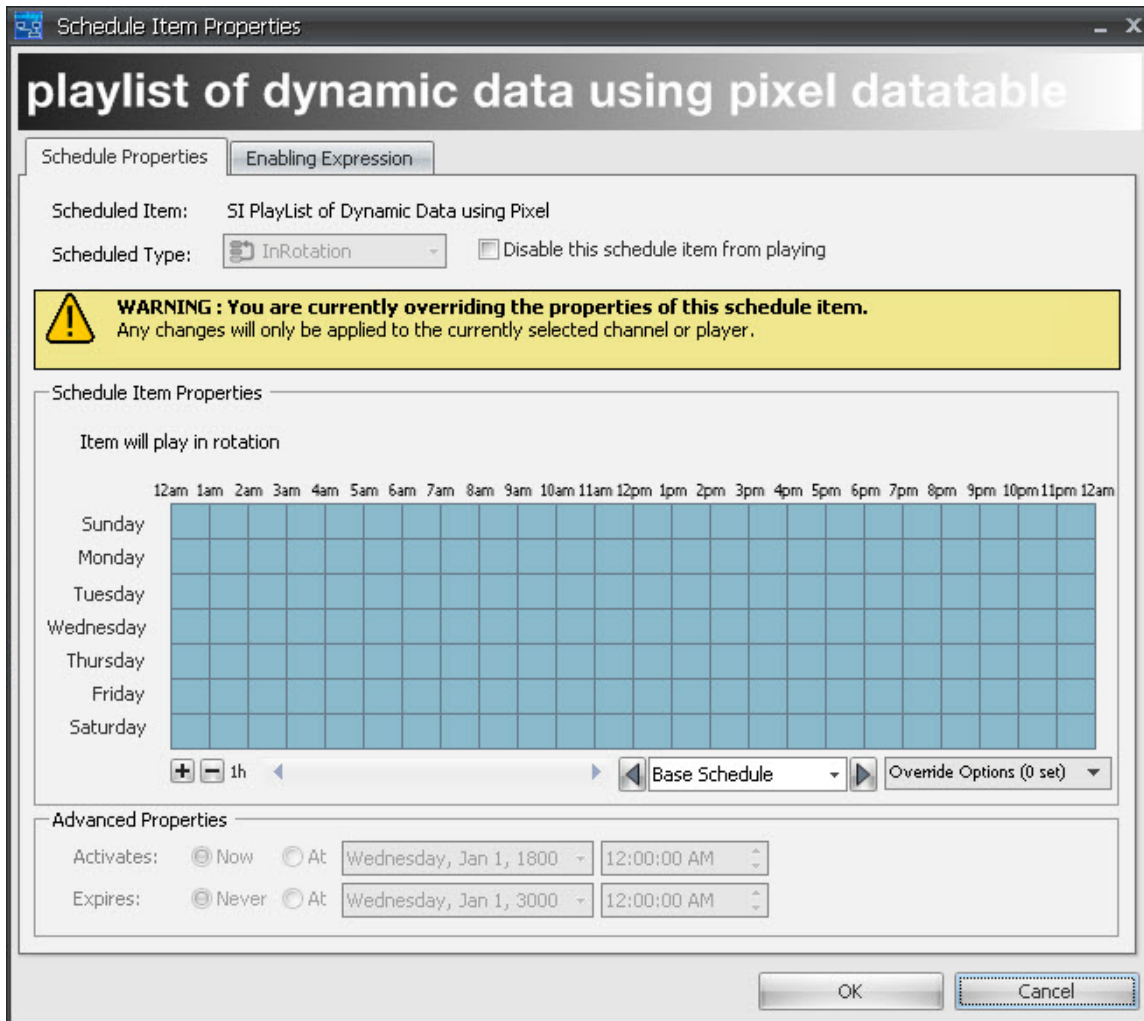 Schedule Item Properties
playlist of dynamic data using pixel datatable
Schedule Properties Enabling Expression
Scheduled Item: SI PlayList of Dynamic Data using Pixel
Scheduled Type: InRotation Disable this schedule item from playing
WARNING : You are currently overriding the properties of this schedule item.
Any changes will only be applied to the currently selected channel or player.
Schedule Item Properties
Item will play in rotation
12am 1am 2am 3am 4am 5am 6am 7am 8am 9am 10am 11am 12pm 1pm 2pm 3pm 4pm 5pm 6pm 7pm 8pm 9pm 10pm 11pm 12am
Sunday
Monday
Tuesday
Wednesday
Thursday
Friday
Saturday
1h Base Schedule Override Options (0 set)
Advanced Properties
Activates: Now At Wednesday, Jan 1, 1800 12:00:00 AM
Expires: Never At Wednesday, Jan 1, 3000 12:00:00 AM
OK Cancel